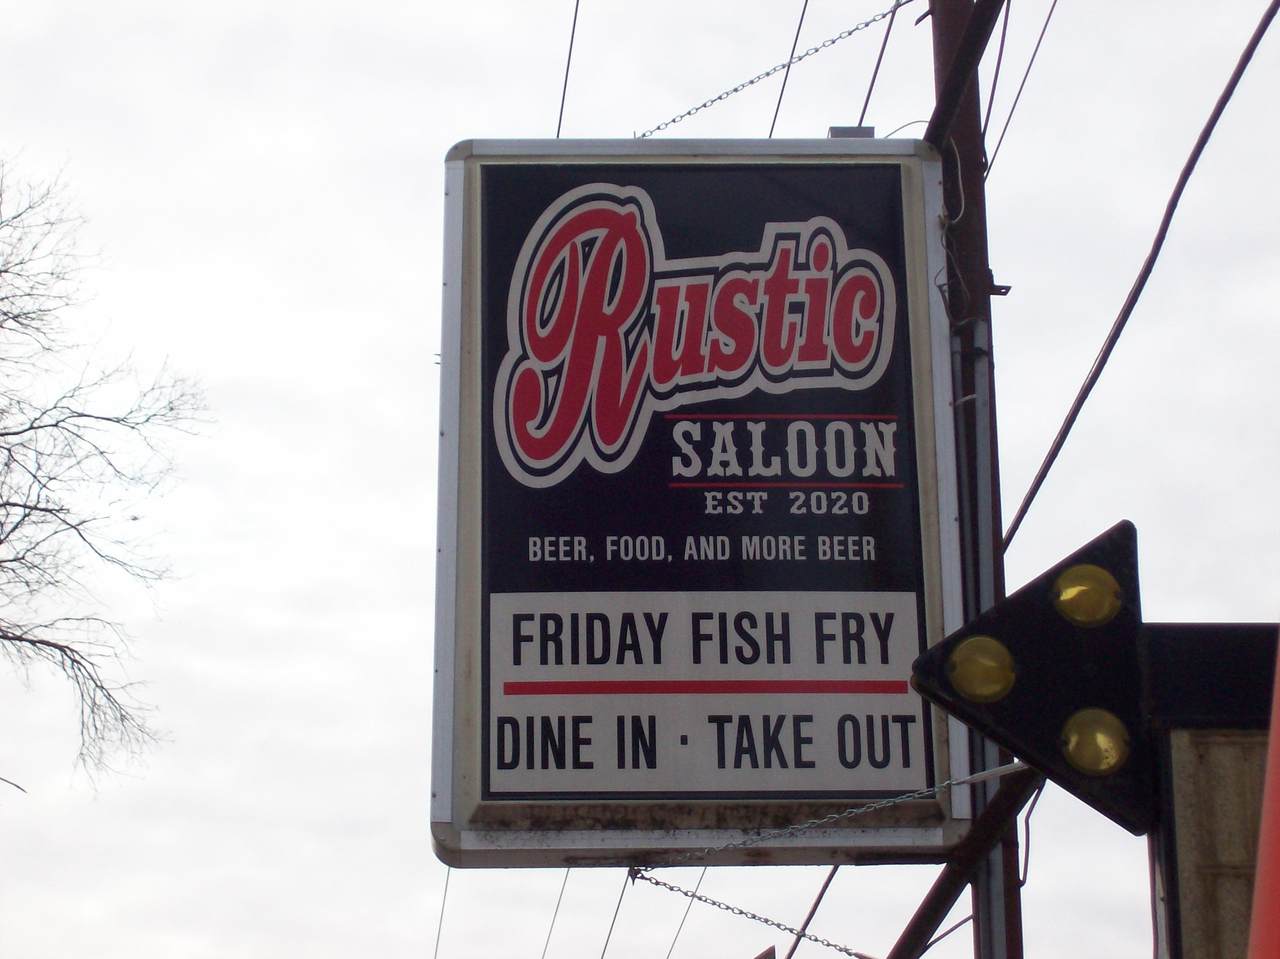 Rustic
SALOON
EST 2020
BEER, FOOD, AND MORE BEER
FRIDAY FISH FRY
DINE IN · TAKE OUT